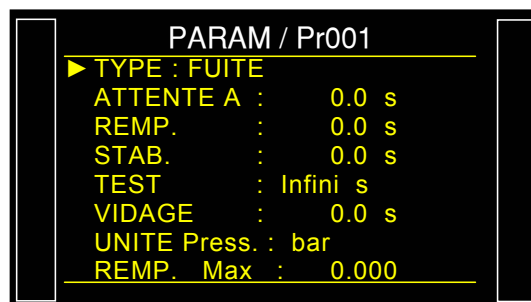 PARAM / Pr001
TYPE : FUITE
ATTENTE A : 0.0 s
REMP. : 0.0 s
STAB. : 0.0 s
TEST : Infini s
VIDAGE : 0.0 s
UNITE Press. : bar
REMP. Max : 0.000